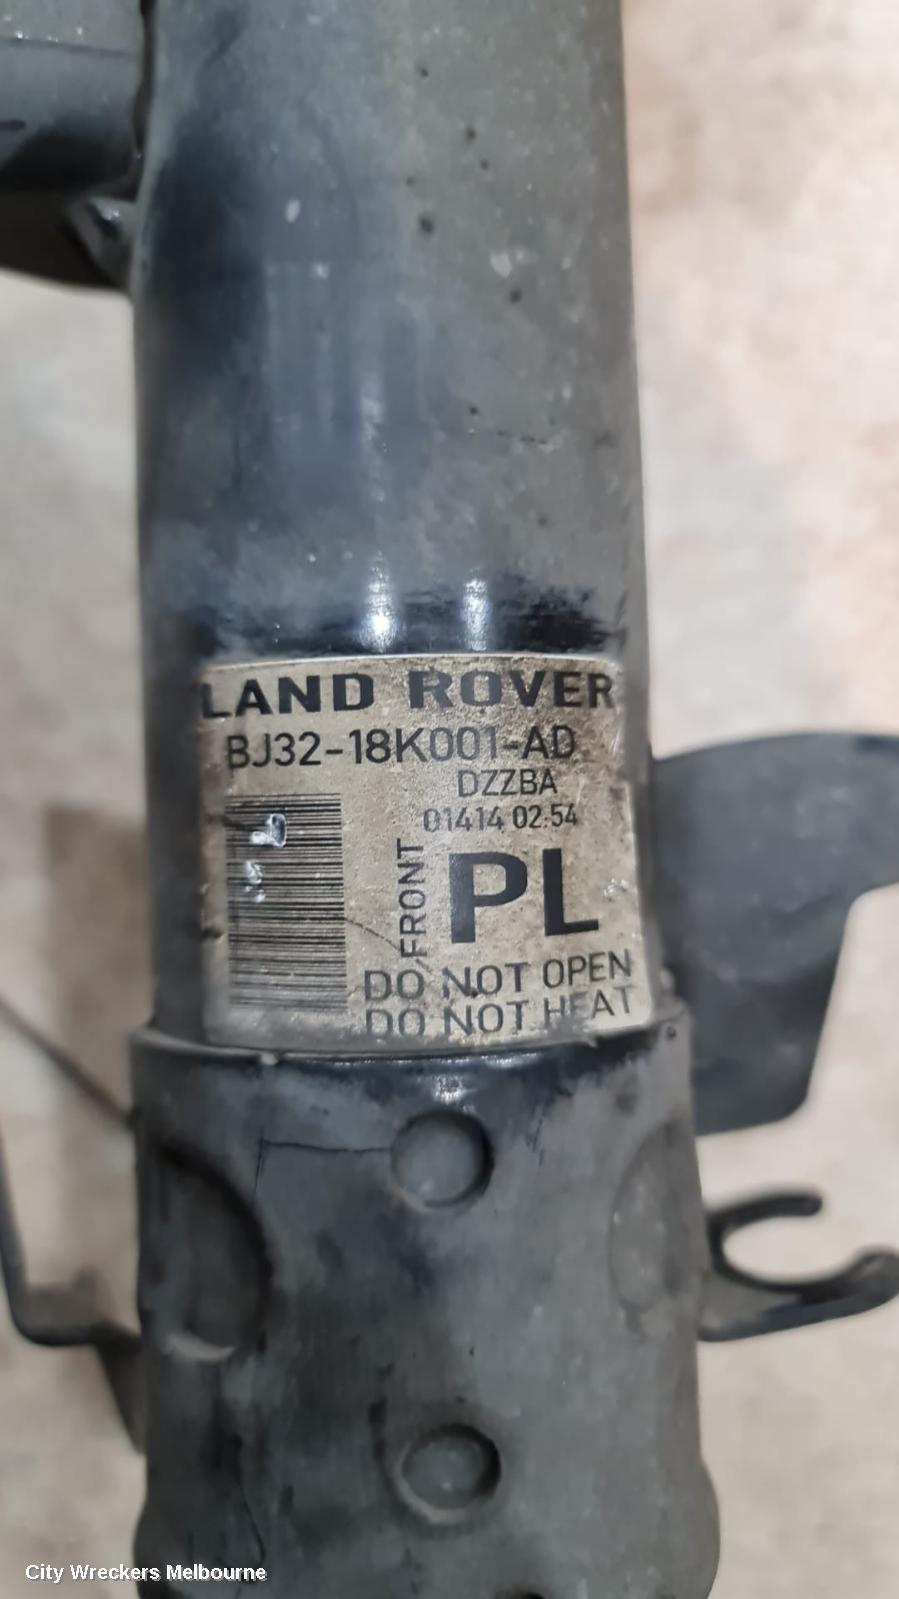 LAND ROVER
BJ32-18K001-AD
DZZBA
01414 02:54
FRONT
PL
DO NOT OPEN
DO NOT HEAT
City Wreckers Melbourne